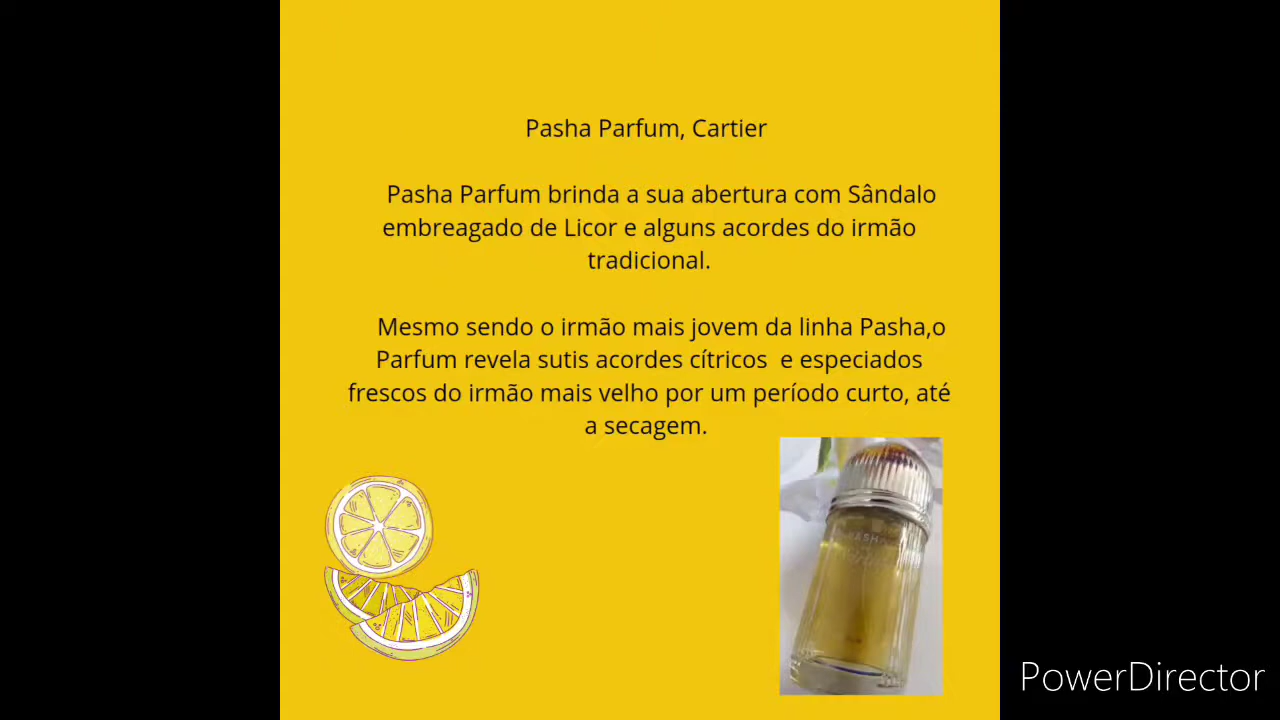 Pasha Parfum, Cartier
Pasha Parfum brinda a sua abertura com Sândalo
embreagado de Licor e alguns acordes do irmão
tradicional.
Mesmo sendo o irmão mais jovem da linha Pasha,o
Parfum revela sutis acordes cítricos e especiados
frescos do irmão mais velho por um período curto, até
a secagem.
PowerDirector